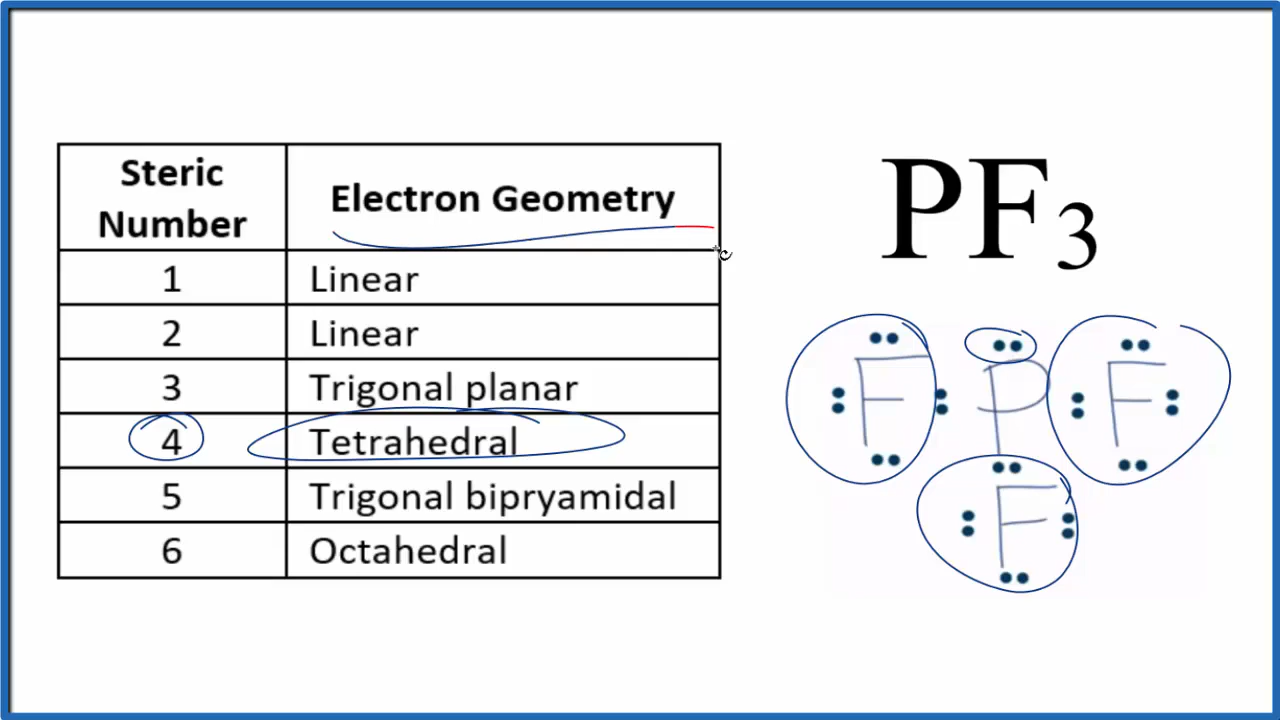 Steric Number
Electron Geometry
1 Linear
2 Linear
3 Trigonal planar
4 Tetrahedral
5 Trigonal bipryamidal
6 Octahedral
PF₃
F P F
F